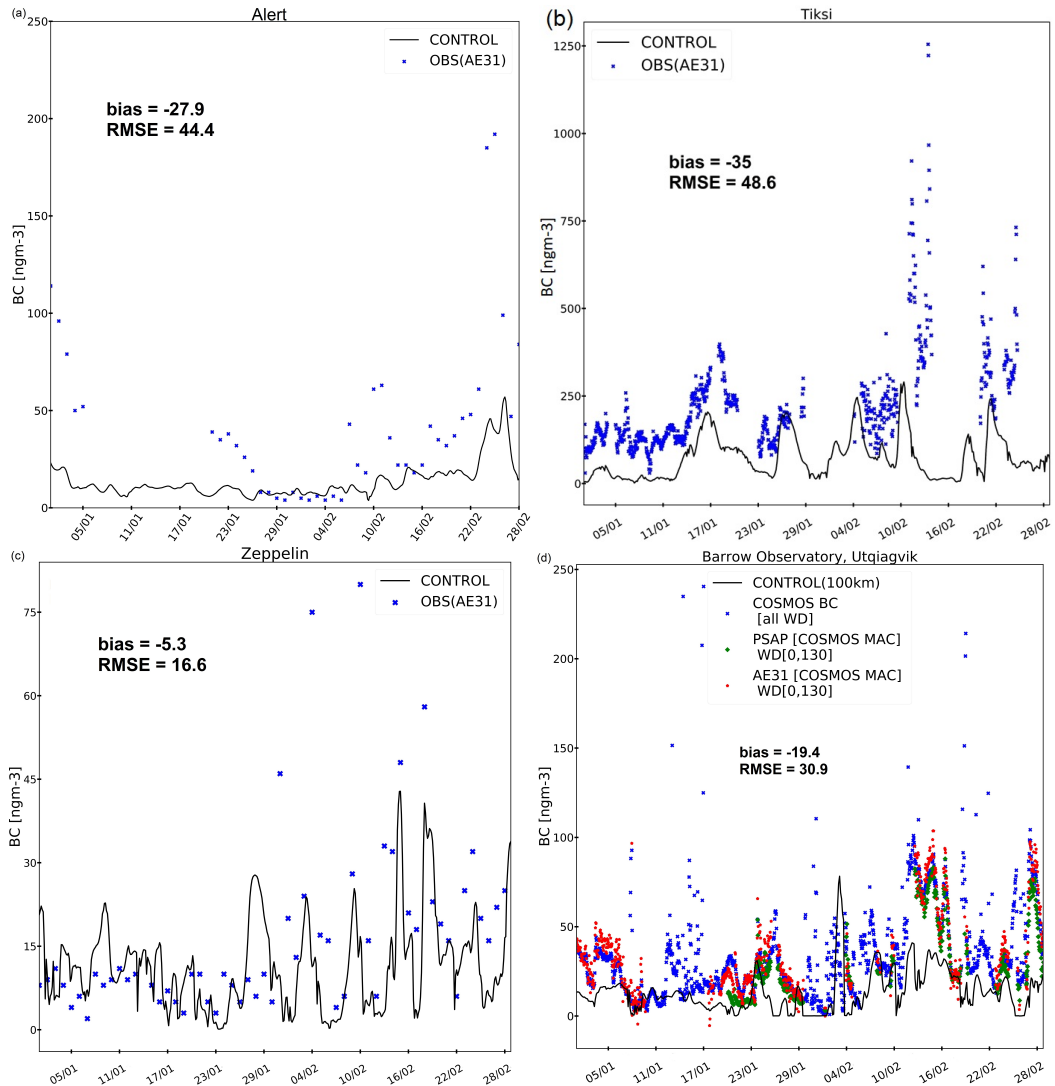 (a)
Alert
250
200
150
100
50
0
BC [ngm-3]
CONTROL
OBS(AE31)
bias = -27.9
RMSE = 44.4
05/01 11/01 17/01 23/01 29/01 04/02 10/02 16/02 22/02 28/02
(b)
Tiksi
1250
1000
750
500
250
0
BC [ngm-3]
CONTROL
OBS(AE31)
bias = -35
RMSE = 48.6
05/01 11/01 17/01 23/01 29/01 04/02 10/02 16/02 22/02 28/02
(c)
Zeppelin
75
60
45
30
15
0
BC [ngm-3]
CONTROL
OBS(AE31)
bias = -5.3
RMSE = 16.6
05/01 11/01 17/01 23/01 29/01 04/02 10/02 16/02 22/02 28/02
(d)
Barrow Observatory, Utqiagvik
250
200
150
100
50
0
BC [ngm-3]
CONTROL(100km)
COSMOS BC
[all WD]
PSAP [COSMOS MAC]
WD[0,130]
AE31 [COSMOS MAC]
WD[0,130]
bias = -19.4
RMSE = 30.9
05/01 11/01 17/01 23/01 29/01 04/02 10/02 16/02 22/02 28/02